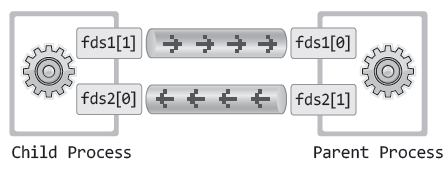 fds1[1] fds1[0]
fds2[0] fds2[1]
Child Process Parent Process